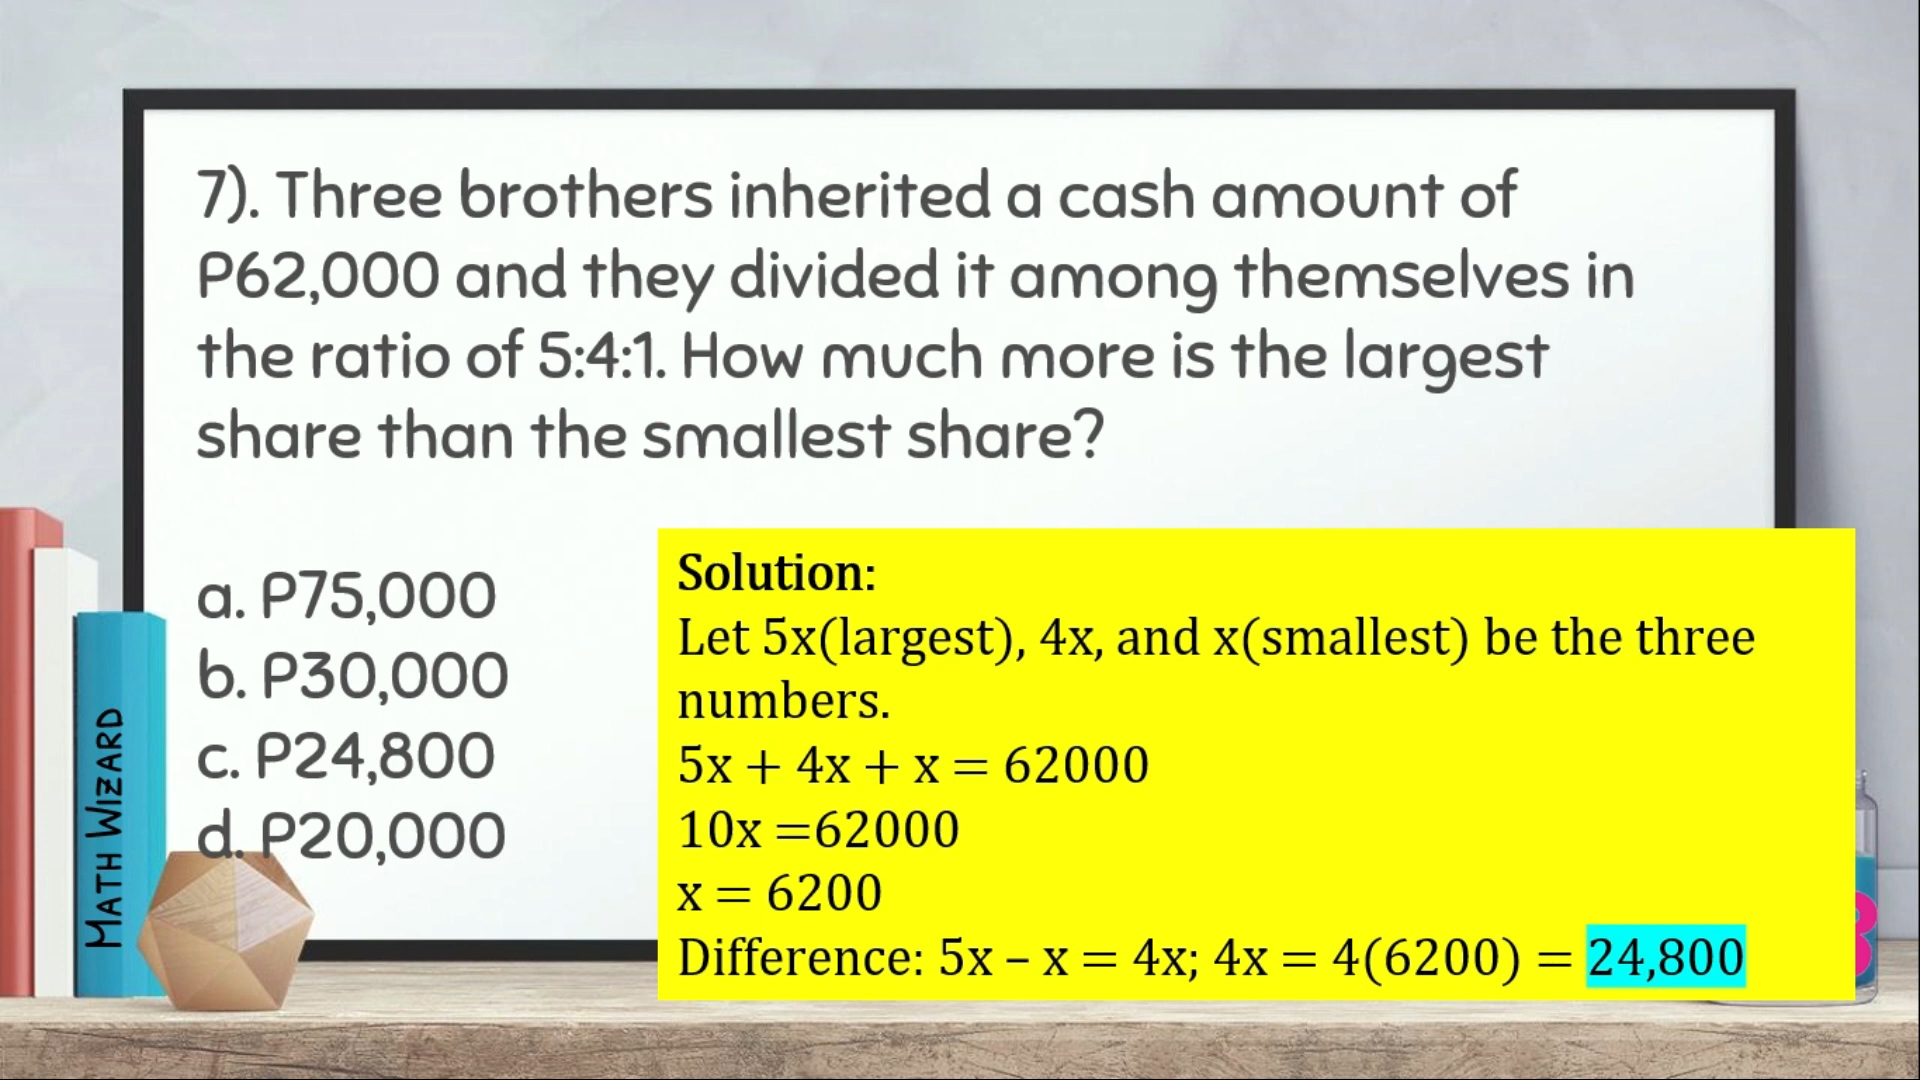 7). Three brothers inherited a cash amount of
P62,000 and they divided it among themselves in
the ratio of 5:4:1. How much more is the largest
share than the smallest share?
a. P75,000
b. P30,000
c. P24,800
d. P20,000
Solution:
Let 5x(largest), 4x, and x(smallest) be the three
numbers.
5x + 4x + x = 62000
10x =62000
x = 6200
Difference: 5x – x = 4x; 4x = 4(6200) = 24,800
MATH WIZARD